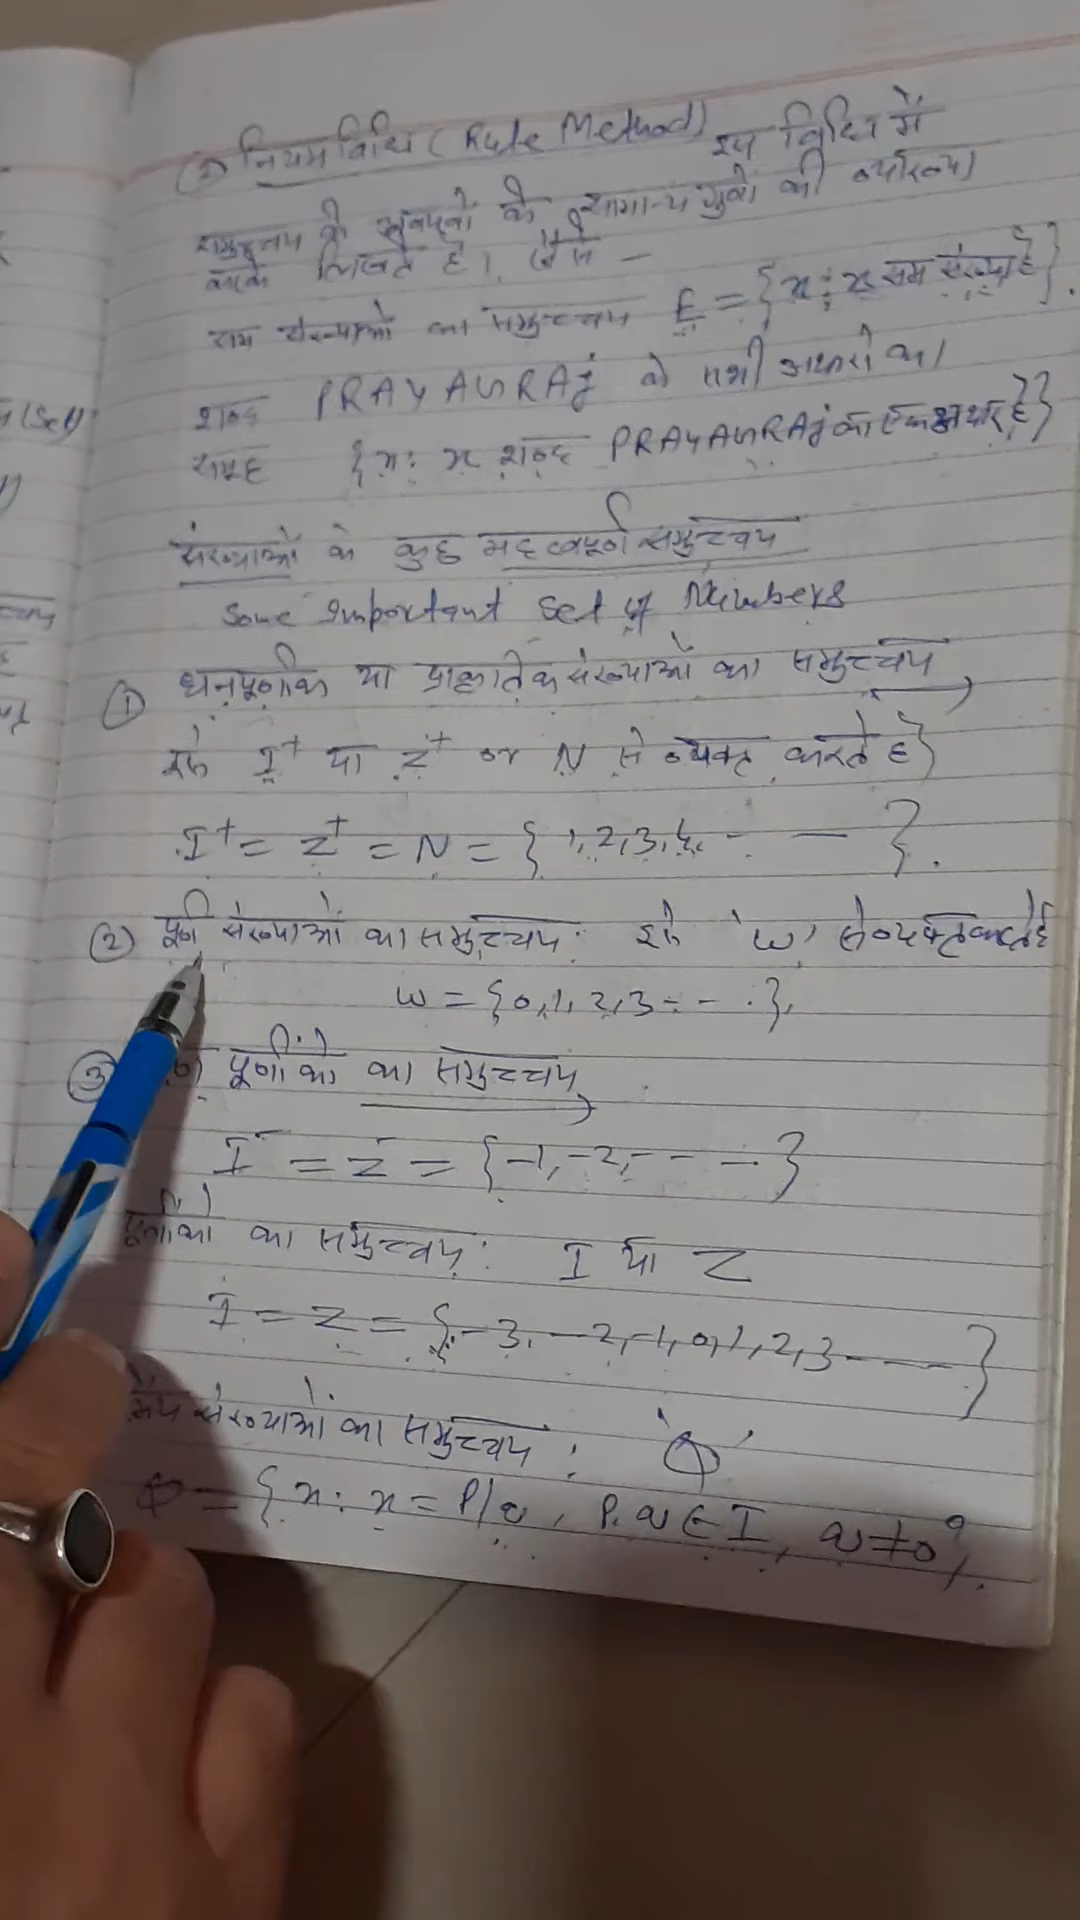 ② नियम विधि (Rule Method) इस विधि में
समुच्चय के अवयवों के सामान्य गुणों की व्याख्या
करके लिखते है। जैसे —
सम संख्याओं का समुच्चय E = {x : x सम संख्या है}.
शब्द PRAYAGRAJ के सभी अक्षरों का
समूह {x : x शब्द PRAYAGRAJ का एक अक्षर है}
संख्याओं के कुछ महत्वपूर्ण समुच्चय
Some Important Set of Numbers
① धनपूर्णांक या प्राकृतिक संख्याओं का समुच्चय
इसे I⁺ या Z⁺ or N से व्यक्त करते है}
I⁺ = Z⁺ = N = {1,2,3,4, - — }.
② पूर्ण संख्याओं का समुच्चय: इसे 'W' से व्यक्त करते है
W = {0,1,2,3 - - .}.
③ पूर्णांकों का समुच्चय
I⁻ = Z⁻ = {-1,-2, - - -}
पूर्णांकों का समुच्चय: I या Z
I = Z = {-3, -2,-1,0,1,2,3 - - - -}
संख्याओं का समुच्चय: 'Q'
Q = {x : x = P/q, P,q ∈ I, q ≠ 0}.